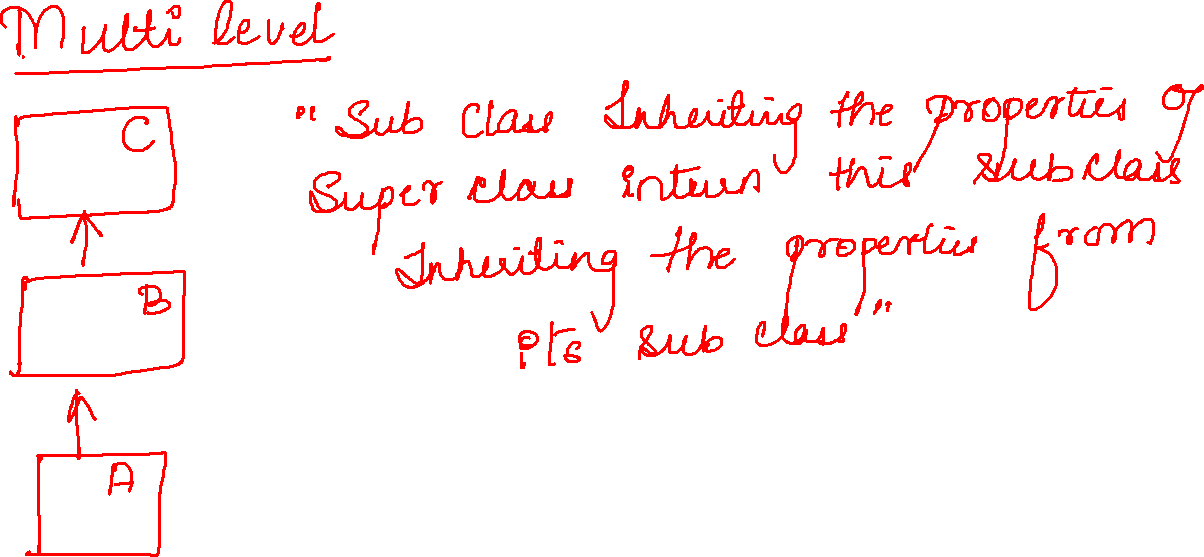 Multi level
C
"Sub Class Inheriting the properties of
Super class intern this subclass
Inheriting the properties from
its sub class"
B
A